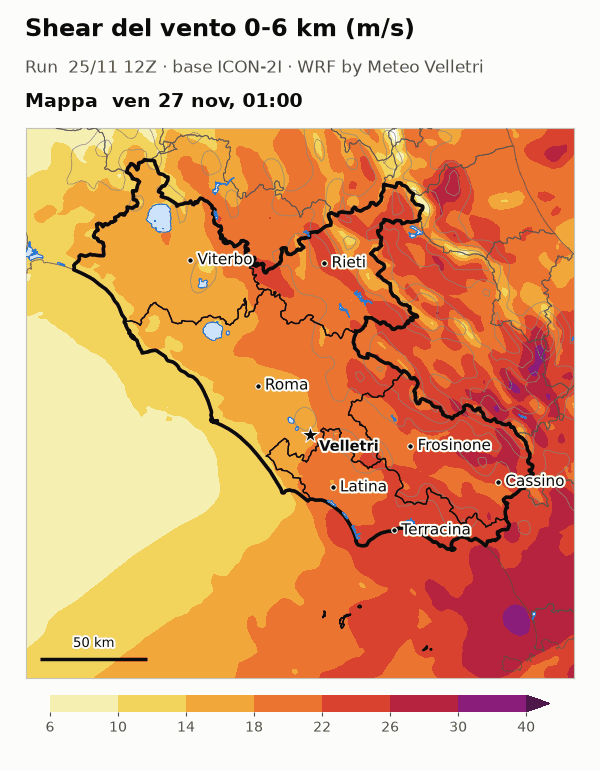 Shear del vento 0-6 km (m/s)
Run  25/11 12Z · base ICON-2I · WRF by Meteo Velletri
Mappa  ven 27 nov, 01:00
Viterbo
Rieti
Roma
Velletri
Frosinone
Cassino
Latina
Terracina
50 km
6 10 14 18 22 26 30 40